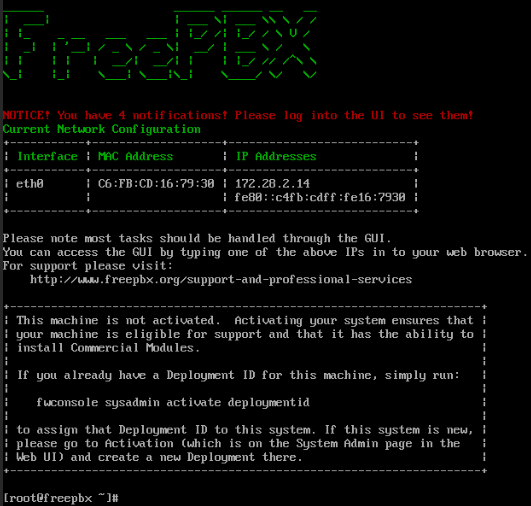 FreePBX
NOTICE! You have 4 notifications! Please log into the UI to see them!
Current Network Configuration
Interface | MAC Address | IP Addresses
eth0 | C6:FB:CD:16:79:30 | 172.28.2.14
fe80::c4fb:cdff:fe16:7930
Please note most tasks should be handled through the GUI.
You can access the GUI by typing one of the above IPs in to your web browser.
For support please visit:
http://www.freepbx.org/support-and-professional-services
This machine is not activated.  Activating your system ensures that
your machine is eligible for support and that it has the ability to
install Commercial Modules.
If you already have a Deployment ID for this machine, simply run:
fwconsole sysadmin activate deploymentid
to assign that Deployment ID to this system. If this system is new,
please go to Activation (which is on the System Admin page in the
Web UI) and create a new Deployment there.
[root@freepbx ~]#